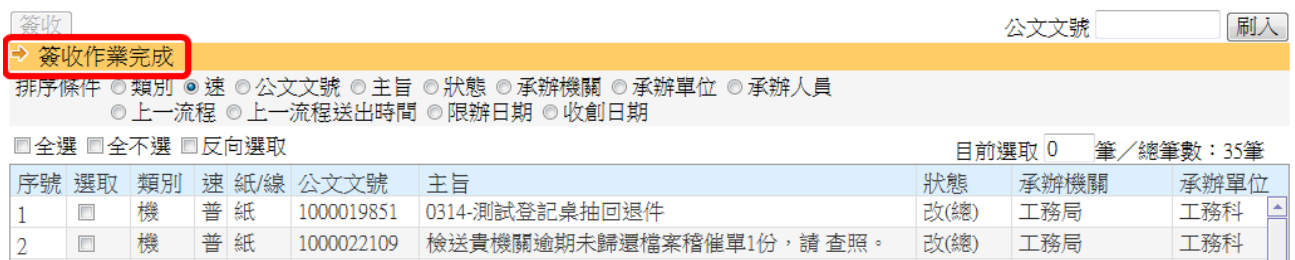 簽收 公文文號 刷入
簽收作業完成
排序條件 類別 速 公文文號 主旨 狀態 承辦機關 承辦單位 承辦人員
上一流程 上一流程送出時間 限辦日期 收創日期
全選 全不選 反向選取 目前選取 0 筆／總筆數：35筆
序號 選取 類別 速 紙/線 公文文號 主旨 狀態 承辦機關 承辦單位
1 機 普 紙 1000019851 0314-測試登記桌抽回退件 改(總) 工務局 工務科
2 機 普 紙 1000022109 檢送貴機關逾期未歸還檔案稽催單1份，請 查照。 改(總) 工務局 工務科